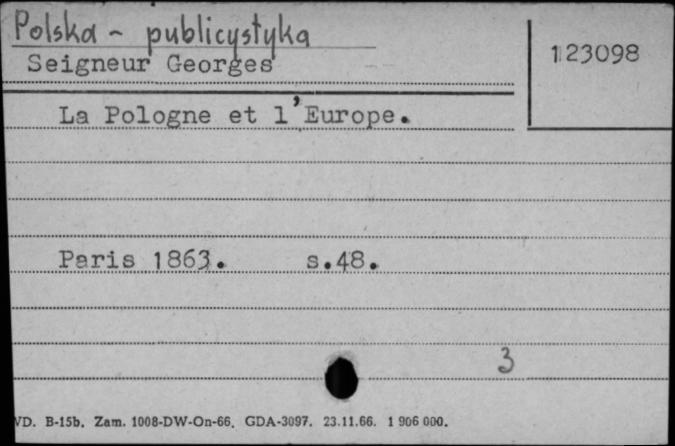 Polska - publicystyka
Seigneur Georges
123098
La Pologne et l'Europe.
Paris 1863. s.48.
3
VD. B-15b. Zam. 1008-DW-On-66. GDA-3097. 23.11.66. 1 906 000.